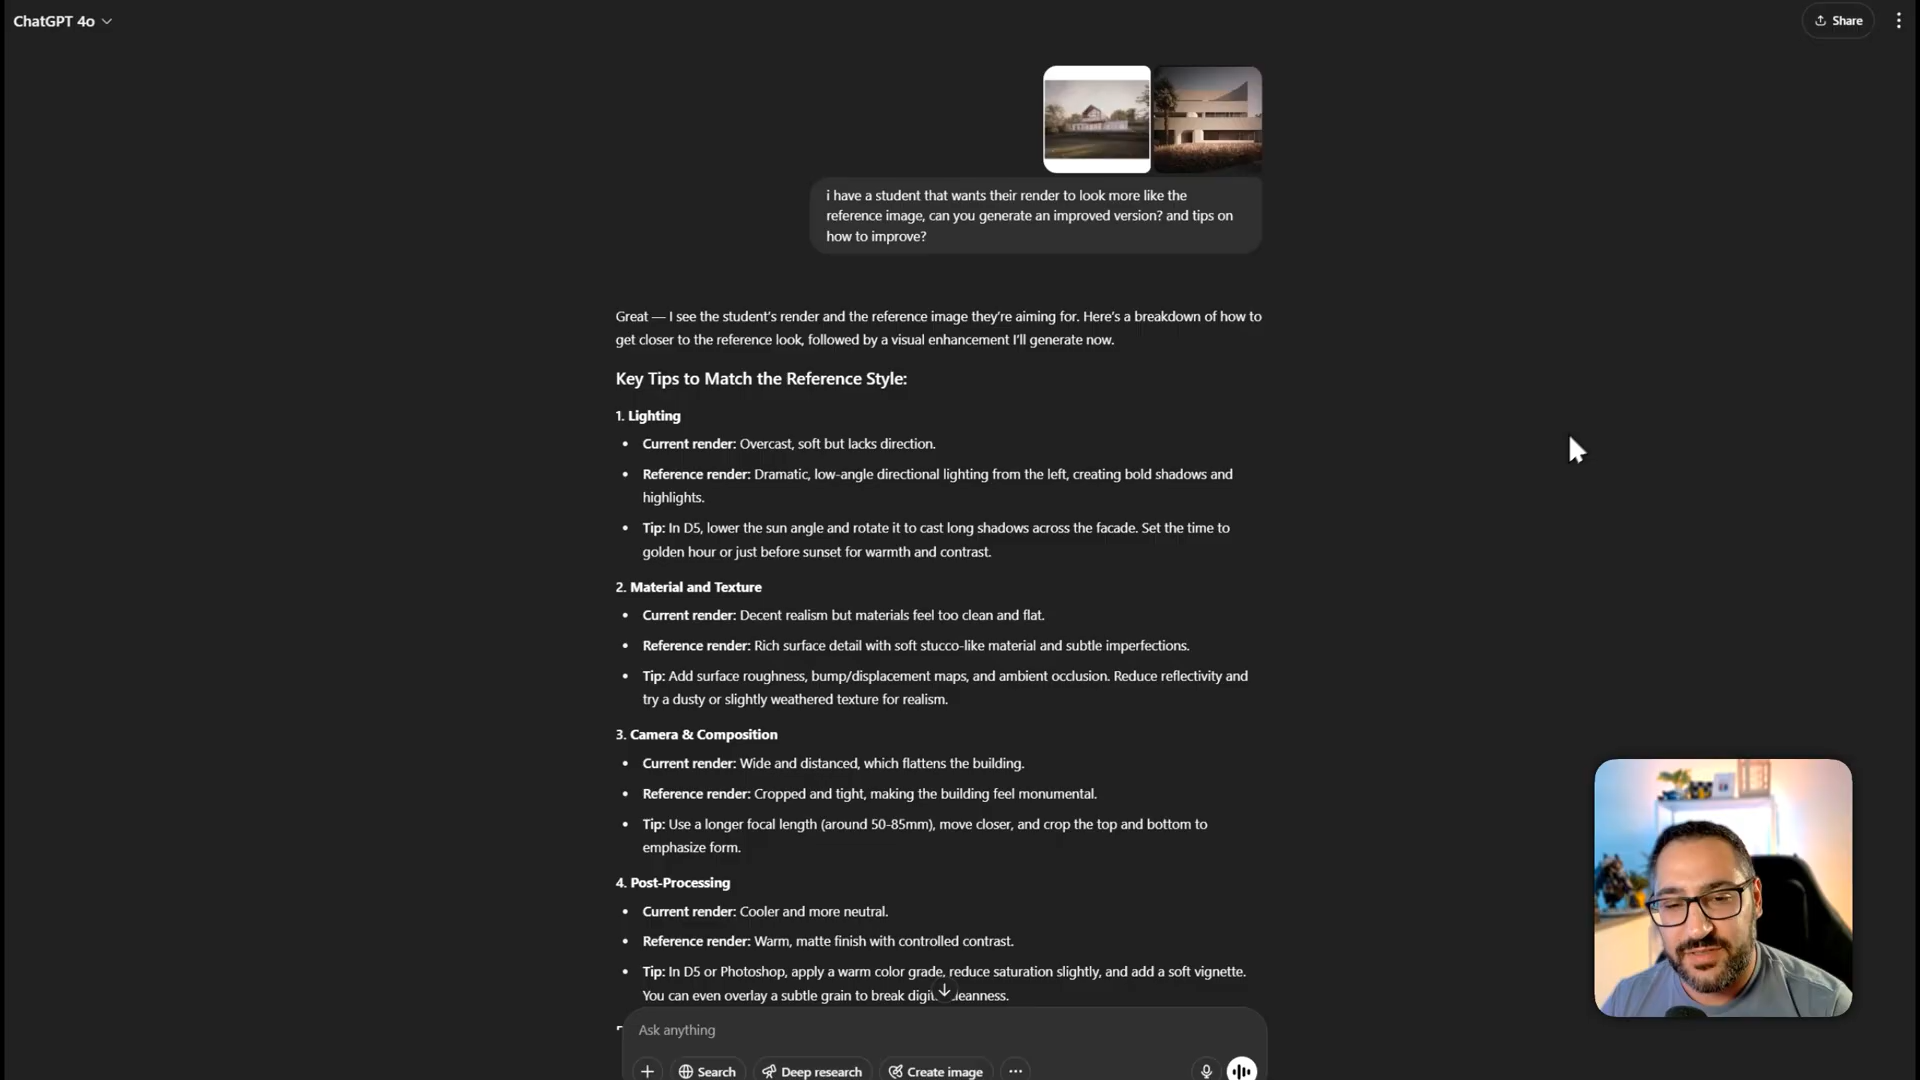 ChatGPT 4o
Share
i have a student that wants their render to look more like the
reference image, can you generate an improved version? and tips on
how to improve?
Great — I see the student's render and the reference image they're aiming for. Here's a breakdown of how to
get closer to the reference look, followed by a visual enhancement I'll generate now.
Key Tips to Match the Reference Style:
1. Lighting
• Current render: Overcast, soft but lacks direction.
• Reference render: Dramatic, low-angle directional lighting from the left, creating bold shadows and
highlights.
• Tip: In D5, lower the sun angle and rotate it to cast long shadows across the facade. Set the time to
golden hour or just before sunset for warmth and contrast.
2. Material and Texture
• Current render: Decent realism but materials feel too clean and flat.
• Reference render: Rich surface detail with soft stucco-like material and subtle imperfections.
• Tip: Add surface roughness, bump/displacement maps, and ambient occlusion. Reduce reflectivity and
try a dusty or slightly weathered texture for realism.
3. Camera & Composition
• Current render: Wide and distanced, which flattens the building.
• Reference render: Cropped and tight, making the building feel monumental.
• Tip: Use a longer focal length (around 50-85mm), move closer, and crop the top and bottom to
emphasize form.
4. Post-Processing
• Current render: Cooler and more neutral.
• Reference render: Warm, matte finish with controlled contrast.
• Tip: In D5 or Photoshop, apply a warm color grade, reduce saturation slightly, and add a soft vignette.
You can even overlay a subtle grain to break
Ask anything
Search Deep research Create image